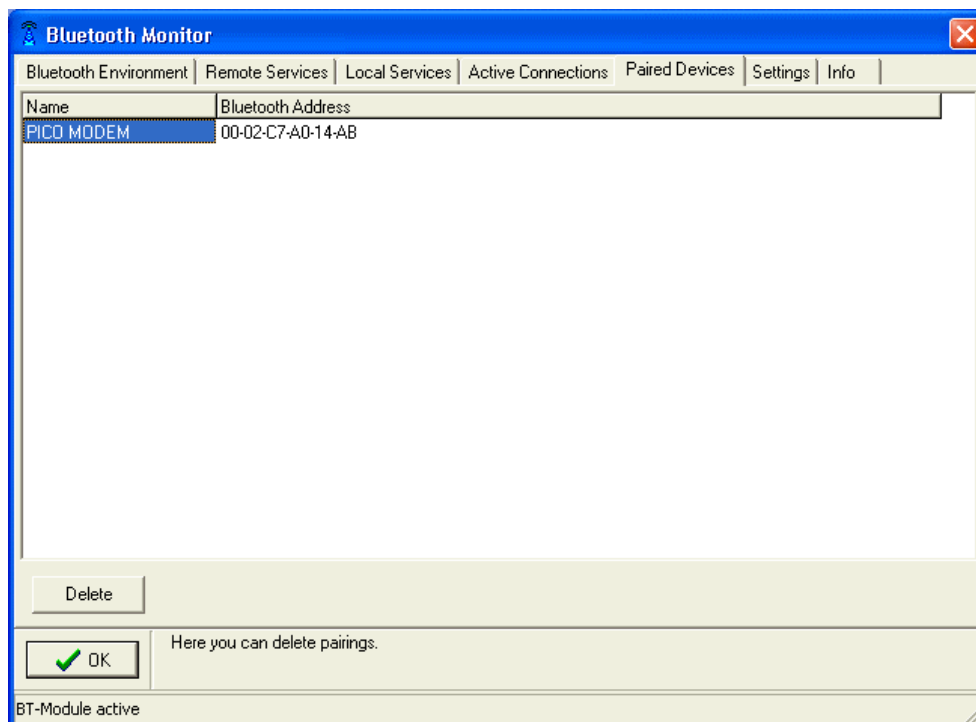 Bluetooth Monitor
Bluetooth Environment Remote Services Local Services Active Connections Paired Devices Settings Info
Name Bluetooth Address
PICO MODEM 00-02-C7-A0-14-AB
Delete
OK Here you can delete pairings.
BT-Module active